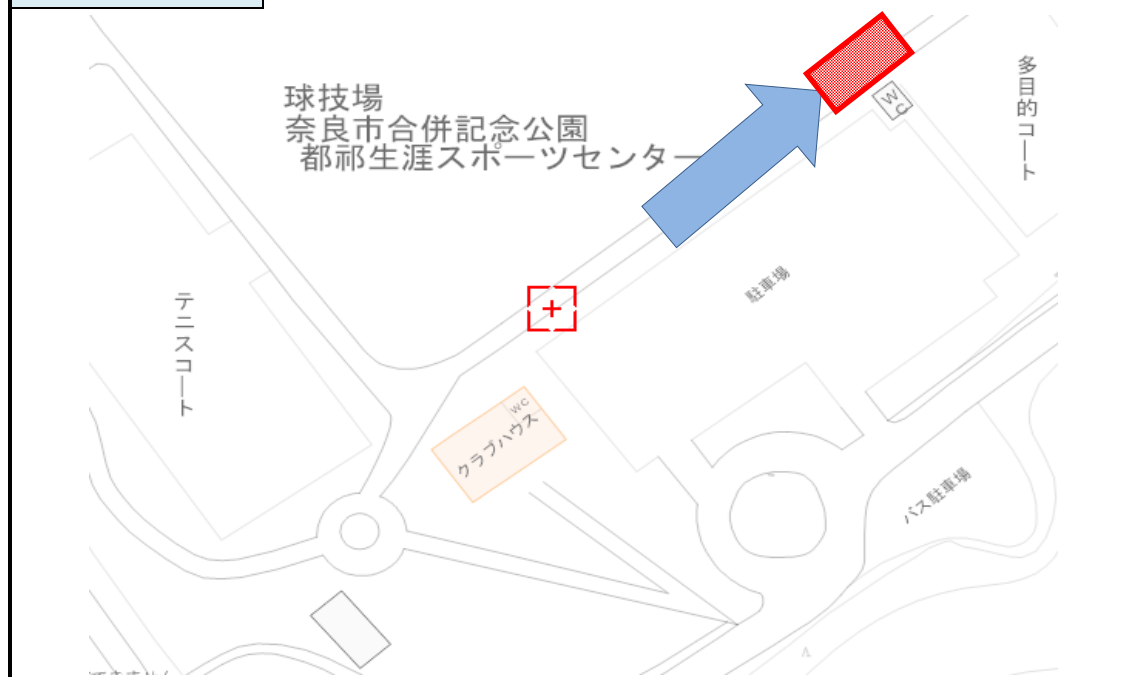 球技場
奈良市合併記念公園
都祁生涯スポーツセンター
多目的コート
WC
駐車場
テニスコート
WC
クラブハウス
バス駐車場